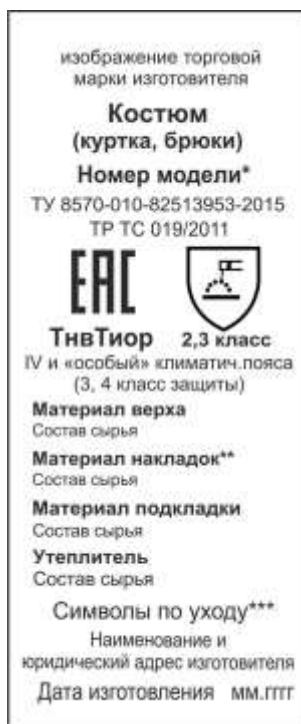 изображение торговой
марки изготовителя
Костюм
(куртка, брюки)
Номер модели*
ТУ 8570-010-82513953-2015
ТР ТС 019/2011
ЕАС
ТнвТиор 2,3 класс
IV и «особый» климатич.пояса
(3, 4 класс защиты)
Материал верха
Состав сырья
Материал накладок**
Состав сырья
Материал подкладки
Состав сырья
Утеплитель
Состав сырья
Символы по уходу***
Наименование и
юридический адрес изготовителя
Дата изготовления мм.гггг